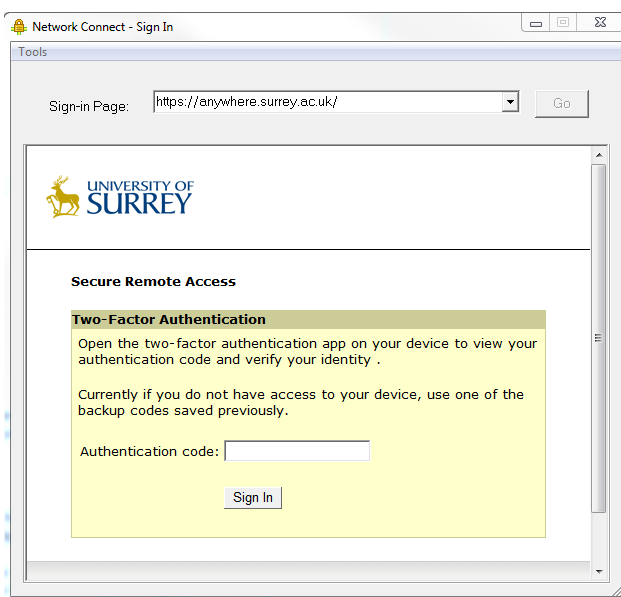 Network Connect - Sign In
Tools
Sign-in Page: https://anywhere.surrey.ac.uk/ Go
UNIVERSITY OF
SURREY
Secure Remote Access
Two-Factor Authentication
Open the two-factor authentication app on your device to view your
authentication code and verify your identity .
Currently if you do not have access to your device, use one of the
backup codes saved previously.
Authentication code:
Sign In